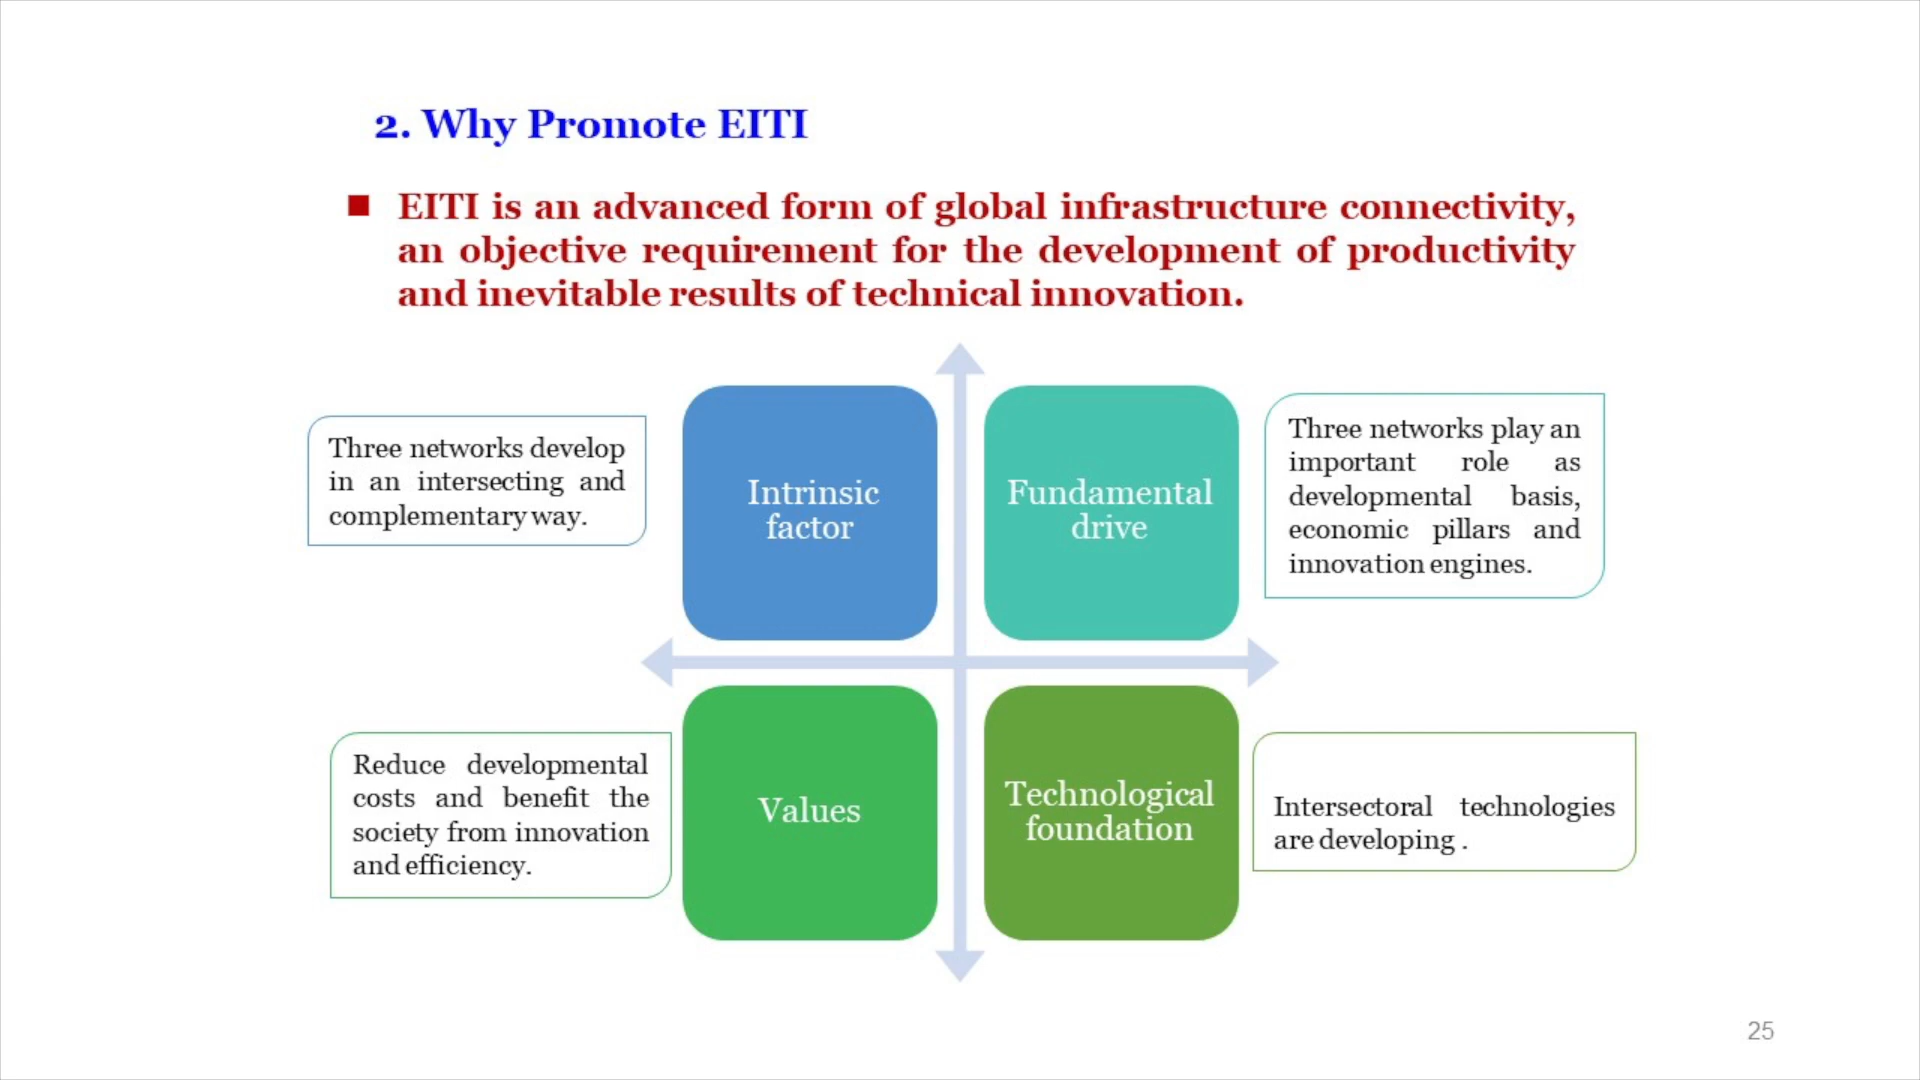 2. Why Promote EITI
■ EITI is an advanced form of global infrastructure connectivity,
an objective requirement for the development of productivity
and inevitable results of technical innovation.
Three networks develop
in an intersecting and
complementary way.
Intrinsic
factor
Fundamental
drive
Three networks play an
important role as
developmental basis,
economic pillars and
innovation engines.
Reduce developmental
costs and benefit the
society from innovation
and efficiency.
Values
Technological
foundation
Intersectoral technologies
are developing .
25